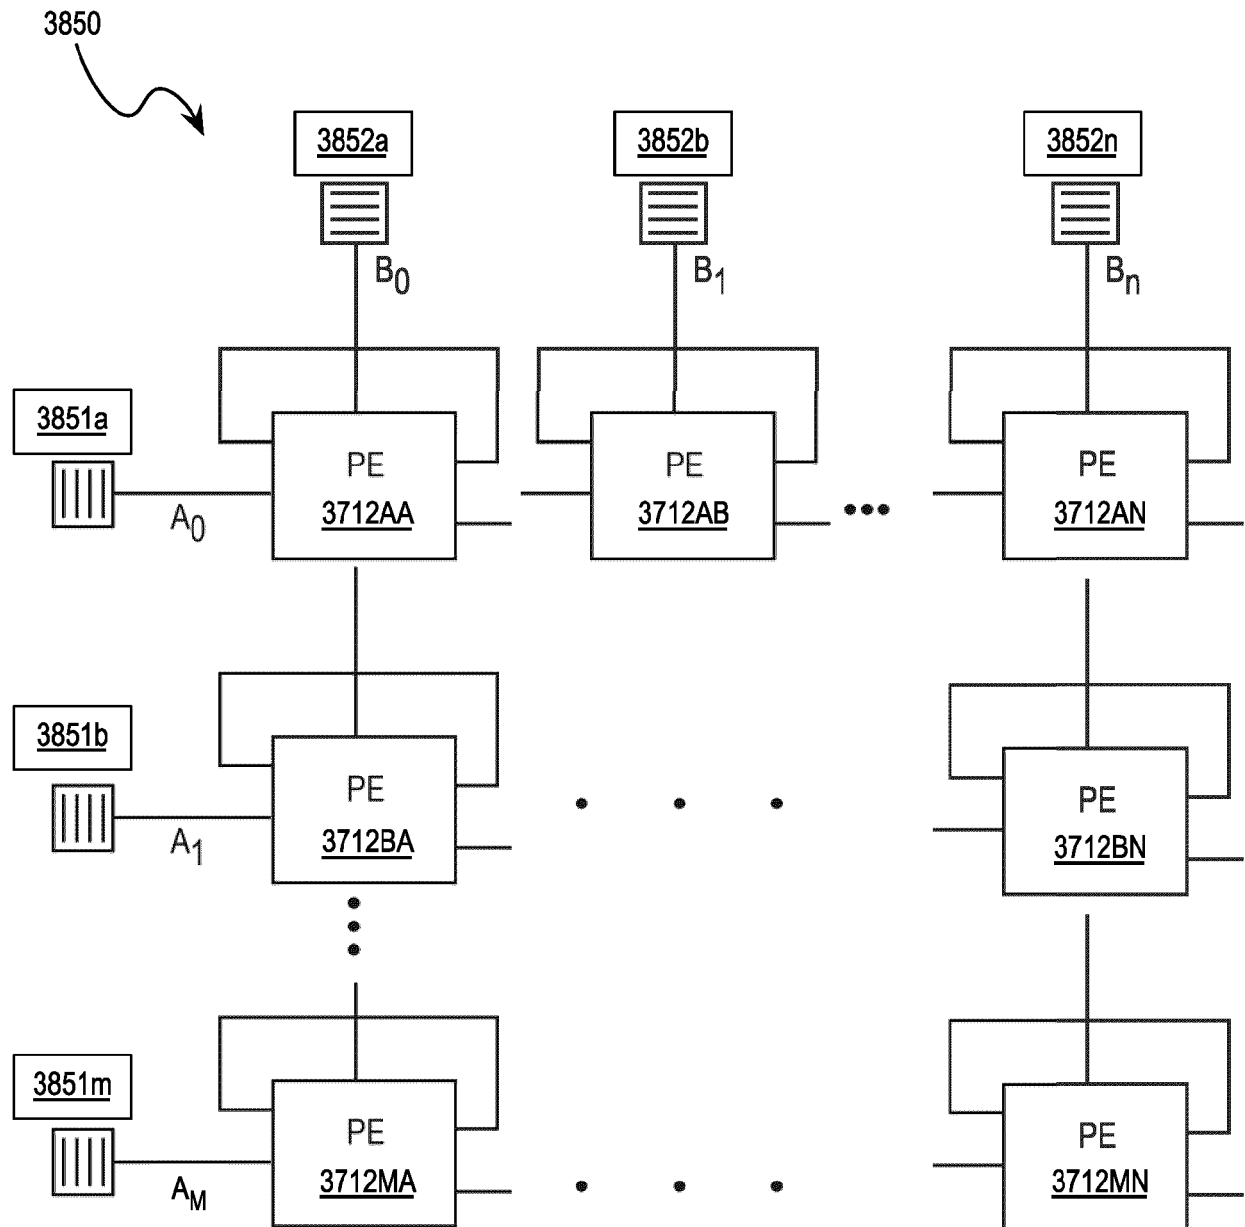 3850
3852a 3852b 3852n
B0 B1 Bn
3851a
PE PE PE
3712AA 3712AB 3712AN
A0
3851b
PE PE
3712BA 3712BN
A1
3851m
PE PE
3712MA 3712MN
AM